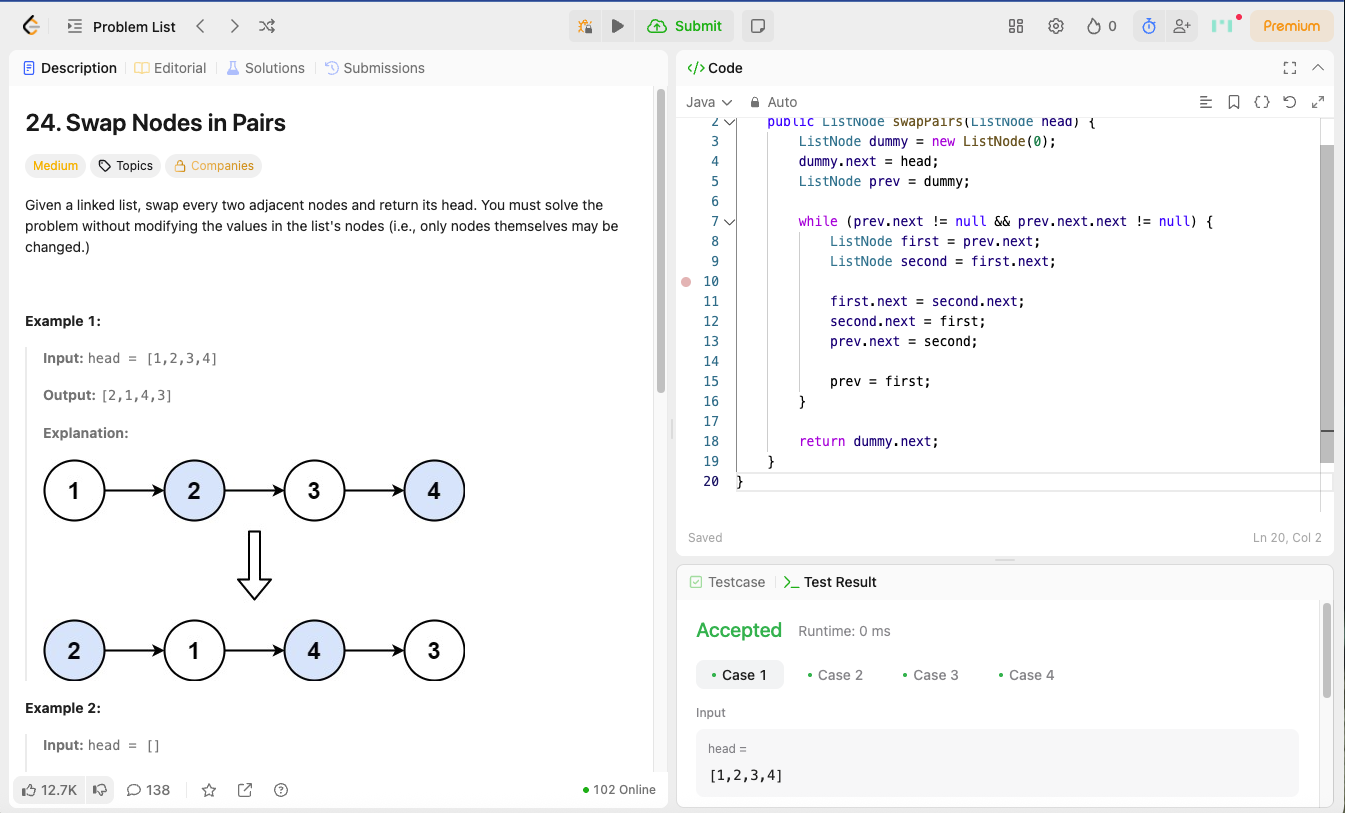 Problem List
Submit
0
Premium
Description
Editorial
Solutions
Submissions
24. Swap Nodes in Pairs
Medium
Topics
Companies
Given a linked list, swap every two adjacent nodes and return its head. You must solve the
problem without modifying the values in the list's nodes (i.e., only nodes themselves may be
changed.)
Example 1:
Input: head = [1,2,3,4]
Output: [2,1,4,3]
Explanation:
1 2 3 4
2 1 4 3
Example 2:
Input: head = []
12.7K
138
102 Online
</> Code
Java
Auto
2 public ListNode swapPairs(ListNode head) {
3 ListNode dummy = new ListNode(0);
4 dummy.next = head;
5 ListNode prev = dummy;
6
7 while (prev.next != null && prev.next.next != null) {
8 ListNode first = prev.next;
9 ListNode second = first.next;
10
11 first.next = second.next;
12 second.next = first;
13 prev.next = second;
14
15 prev = first;
16 }
17
18 return dummy.next;
19 }
20 }
Saved
Ln 20, Col 2
Testcase
Test Result
Accepted
Runtime: 0 ms
Case 1
Case 2
Case 3
Case 4
Input
head =
[1,2,3,4]